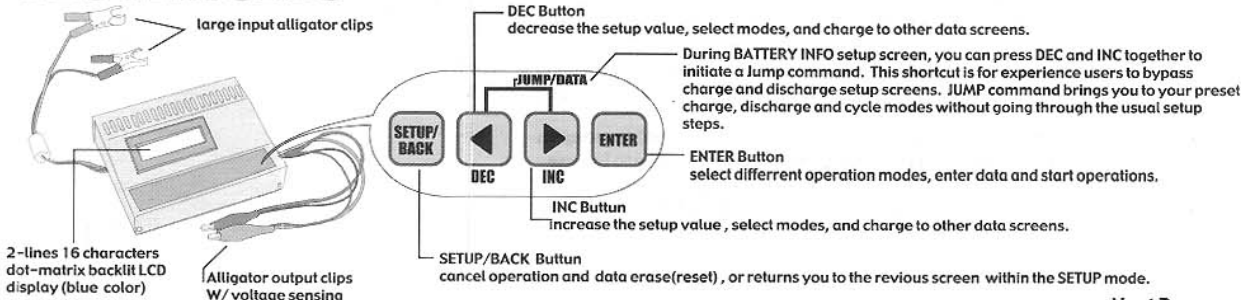 large input alligator clips
DEC Button
decrease the setup value, select modes, and charge to other data screens.
During BATTERY INFO setup screen, you can press DEC and INC together to
initiate a Jump command. This shortcut is for experience users to bypass
charge and discharge setup screens. JUMP command brings you to your preset
charge, discharge and cycle modes without going through the usual setup
steps.
JUMP/DATA
SETUP/
BACK
ENTER
DEC
INC
ENTER Button
select differrent operation modes, enter data and start operations.
INC Buttun
Increase the setup value , select modes, and charge to other data screens.
SETUP/BACK Buttun
cancel operation and data erase(reset) , or returns you to the revious screen within the SETUP mode.
2-lines 16 characters
dot-matrix backlit LCD
display (blue color)
Alligator output clips
W/ voltage sensing